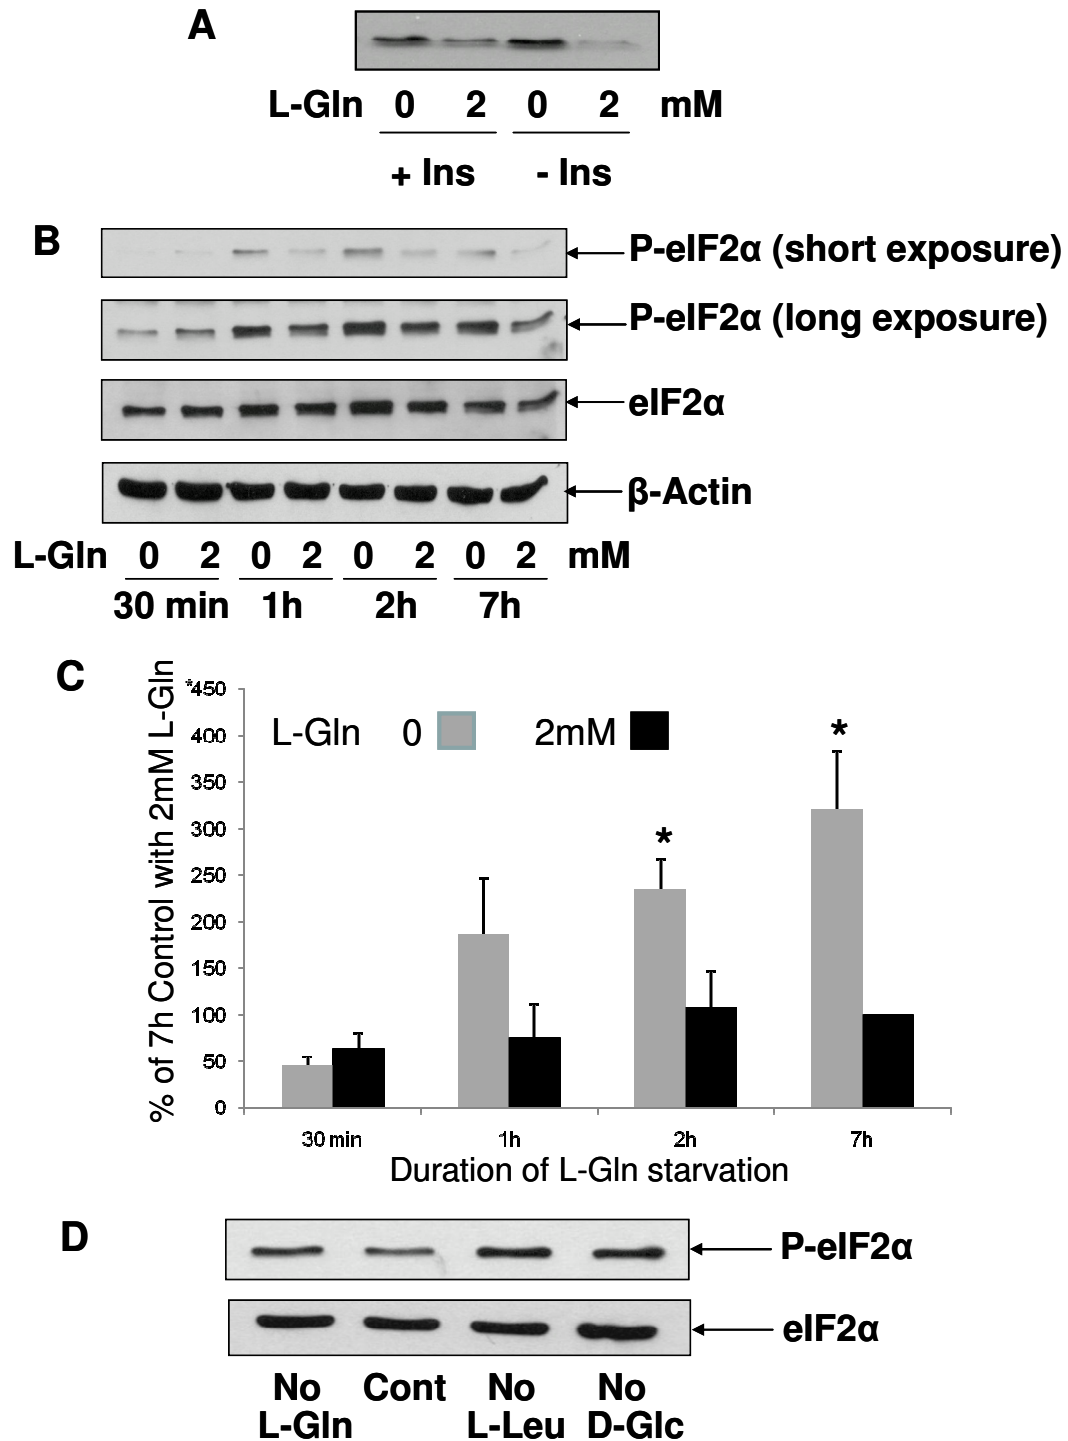 A
L-Gln 0 2 0 2 mM
+ Ins - Ins
B
P-eIF2α (short exposure)
P-eIF2α (long exposure)
eIF2α
β-Actin
L-Gln 0 2 0 2 0 2 0 2 mM
30 min 1h 2h 7h
C
% of 7h Control with 2mM L-Gln
*
450
400
350
300
250
200
150
100
50
0
L-Gln 0 2mM
*
*
30 min 1h 2h 7h
Duration of L-Gln starvation
D
P-eIF2α
eIF2α
No Cont No No
L-Gln L-Leu D-Glc